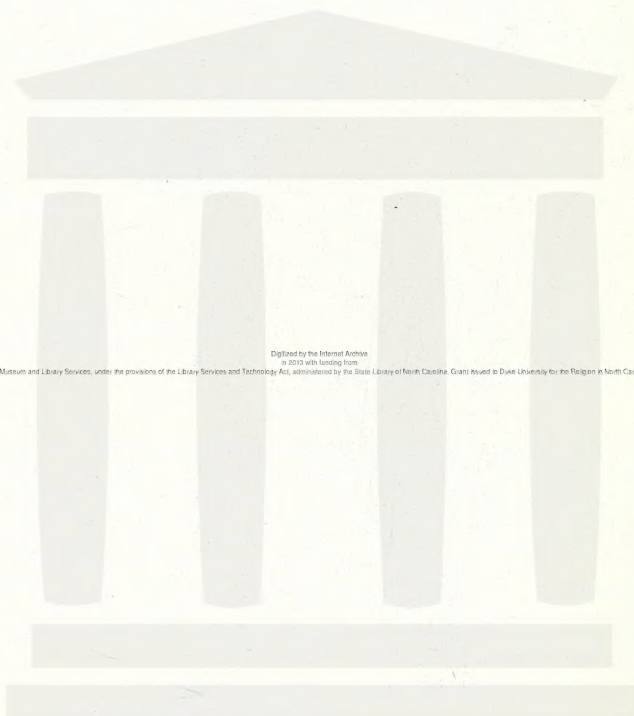 Digitized by the Internet Archive
in 2013 with funding from
Museum and Library Services, under the provisions of the Library Services and Technology Act, administered by the State Library of North Carolina. Grant issued to Duke University for the Religion in North Car